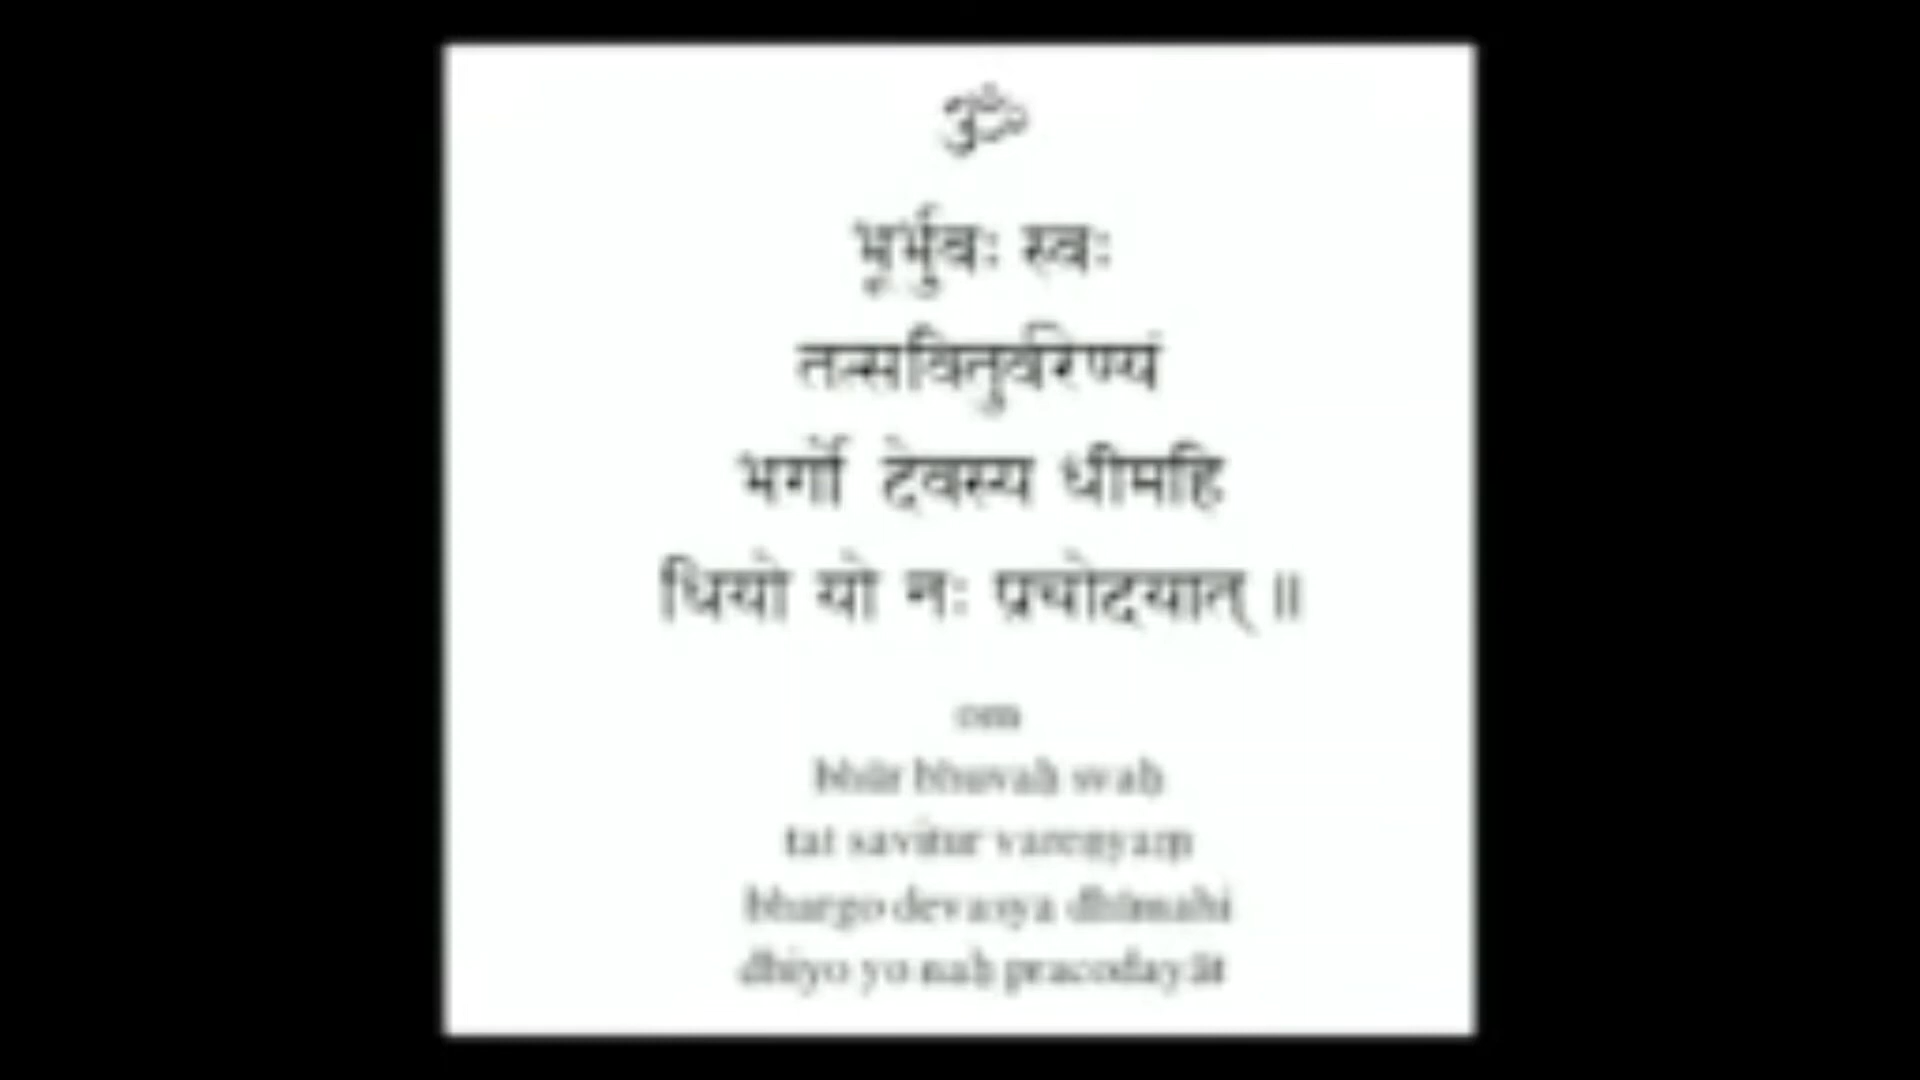 ॐ
भूर्भुवः स्वः
तत्सवितुर्वरेण्यं
भर्गो देवस्य धीमहि
धियो यो नः प्रचोदयात् ॥
om
bhūr bhuvaḥ svaḥ
tat savitur vareṇyaṃ
bhargo devasya dhīmahi
dhiyo yo naḥ pracodayāt